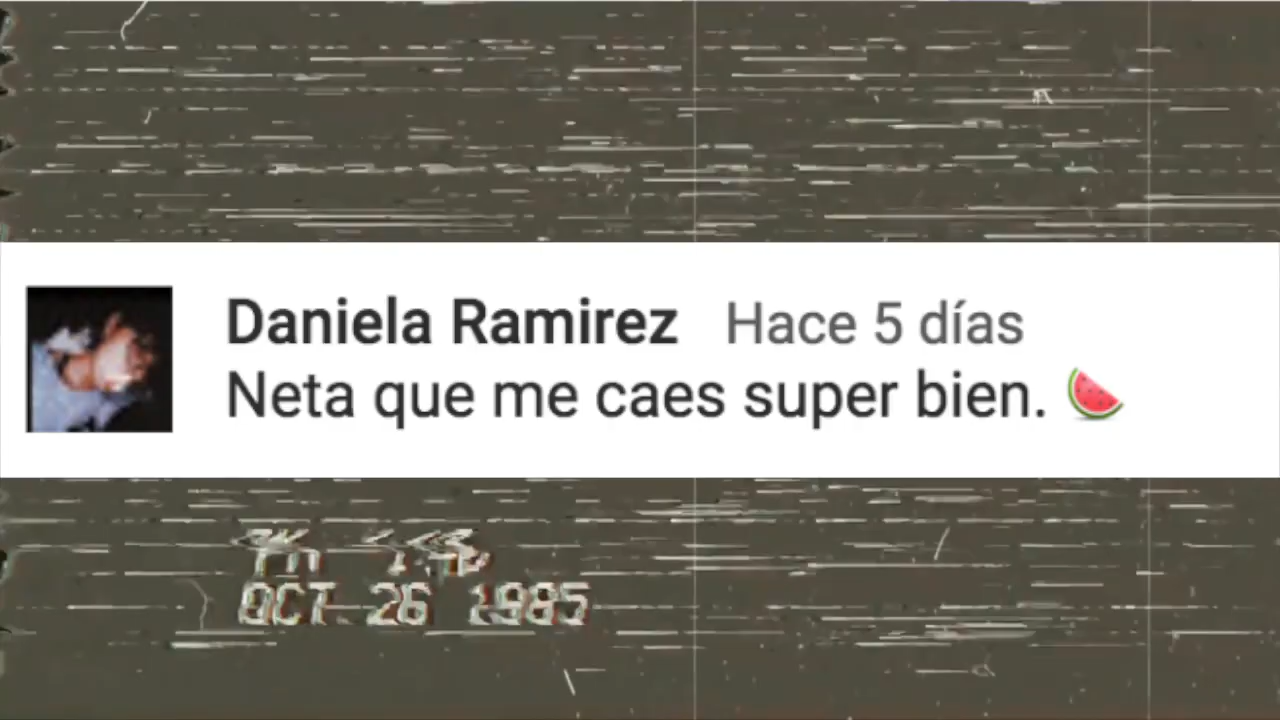 Daniela Ramirez Hace 5 días
Neta que me caes super bien. 🍉
OCT 26 1985